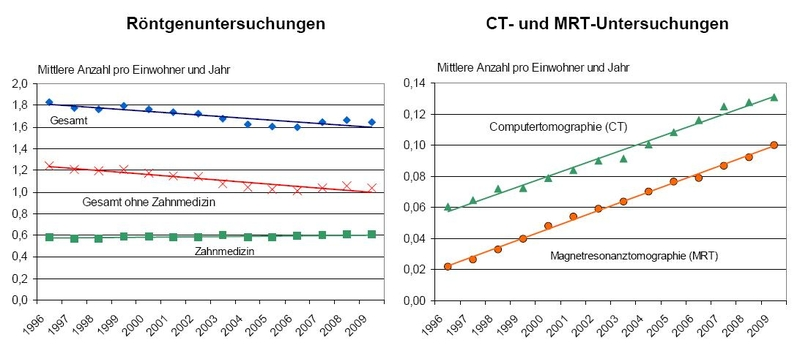 Röntgenuntersuchungen
Mittlere Anzahl pro Einwohner und Jahr
2,0
1,8
1,6
1,4
1,2
1,0
0,8
0,6
0,4
0,2
0,0
Gesamt
Gesamt ohne Zahnmedizin
Zahnmedizin
1996 1997 1998 1999 2000 2001 2002 2003 2004 2005 2006 2007 2008 2009
CT- und MRT-Untersuchungen
Mittlere Anzahl pro Einwohner und Jahr
0,14
0,12
0,10
0,08
0,06
0,04
0,02
0,00
Computertomographie (CT)
Magnetresonanztomographie (MRT)
1996 1997 1998 1999 2000 2001 2002 2003 2004 2005 2006 2007 2008 2009